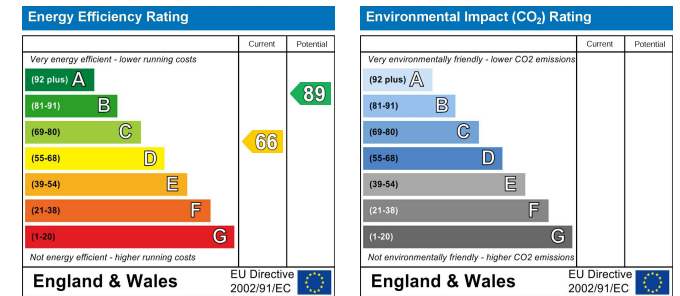 Energy Efficiency Rating
Current Potential
Very energy efficient - lower running costs
(92 plus) A
(81-91) B
(69-80) C
(55-68) D
(39-54) E
(21-38) F
(1-20) G
89
66
Not energy efficient - higher running costs
England & Wales
EU Directive
2002/91/EC
Environmental Impact (CO₂) Rating
Current Potential
Very environmentally friendly - lower CO2 emissions
(92 plus) A
(81-91) B
(69-80) C
(55-68) D
(39-54) E
(21-38) F
(1-20) G
Not environmentally friendly - higher CO2 emissions
England & Wales
EU Directive
2002/91/EC